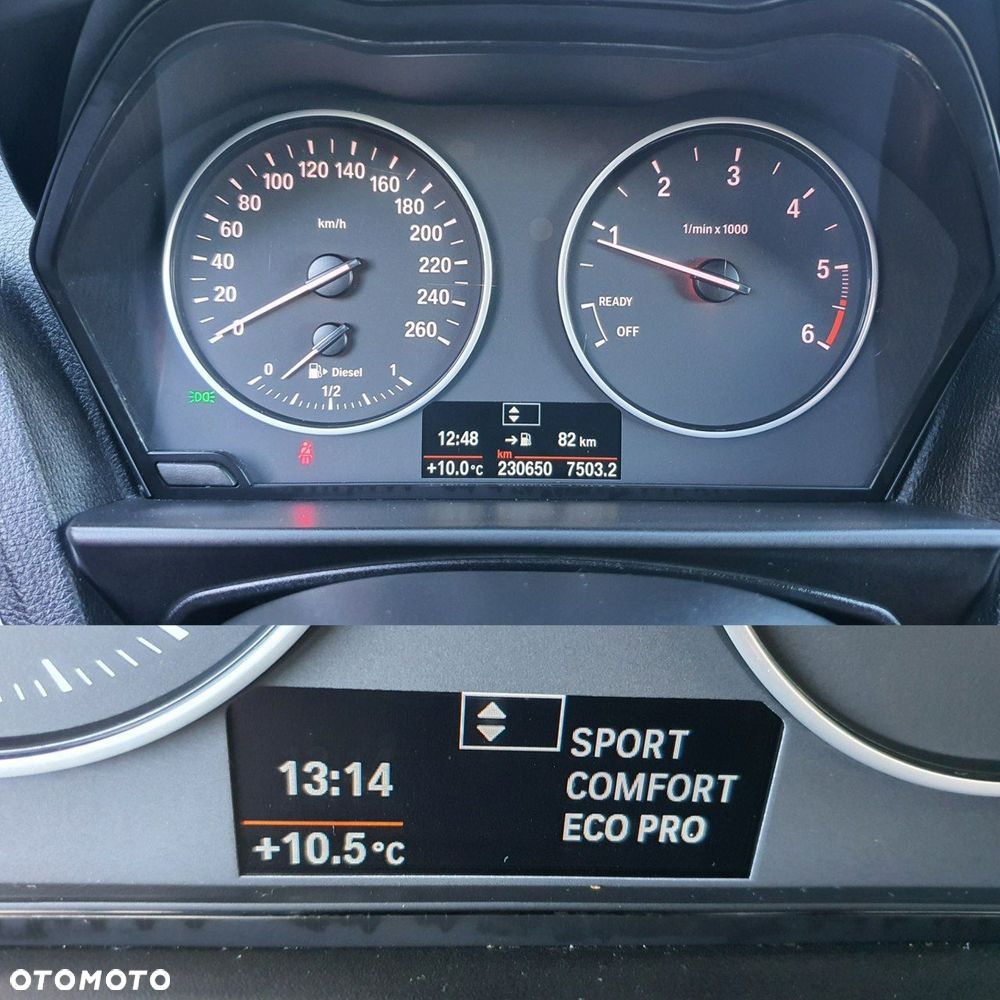 0 20 40 60 80 100 120 140 160 180 200 220 240 260
km/h
0 1/2 1
Diesel
1 2 3 4 5 6
1/min x 1000
READY
OFF
12:48 82 km
km
+10.0°C 230650 7503.2
SPORT
13:14
COMFORT
ECO PRO
+10.5°C
OTOMOTO